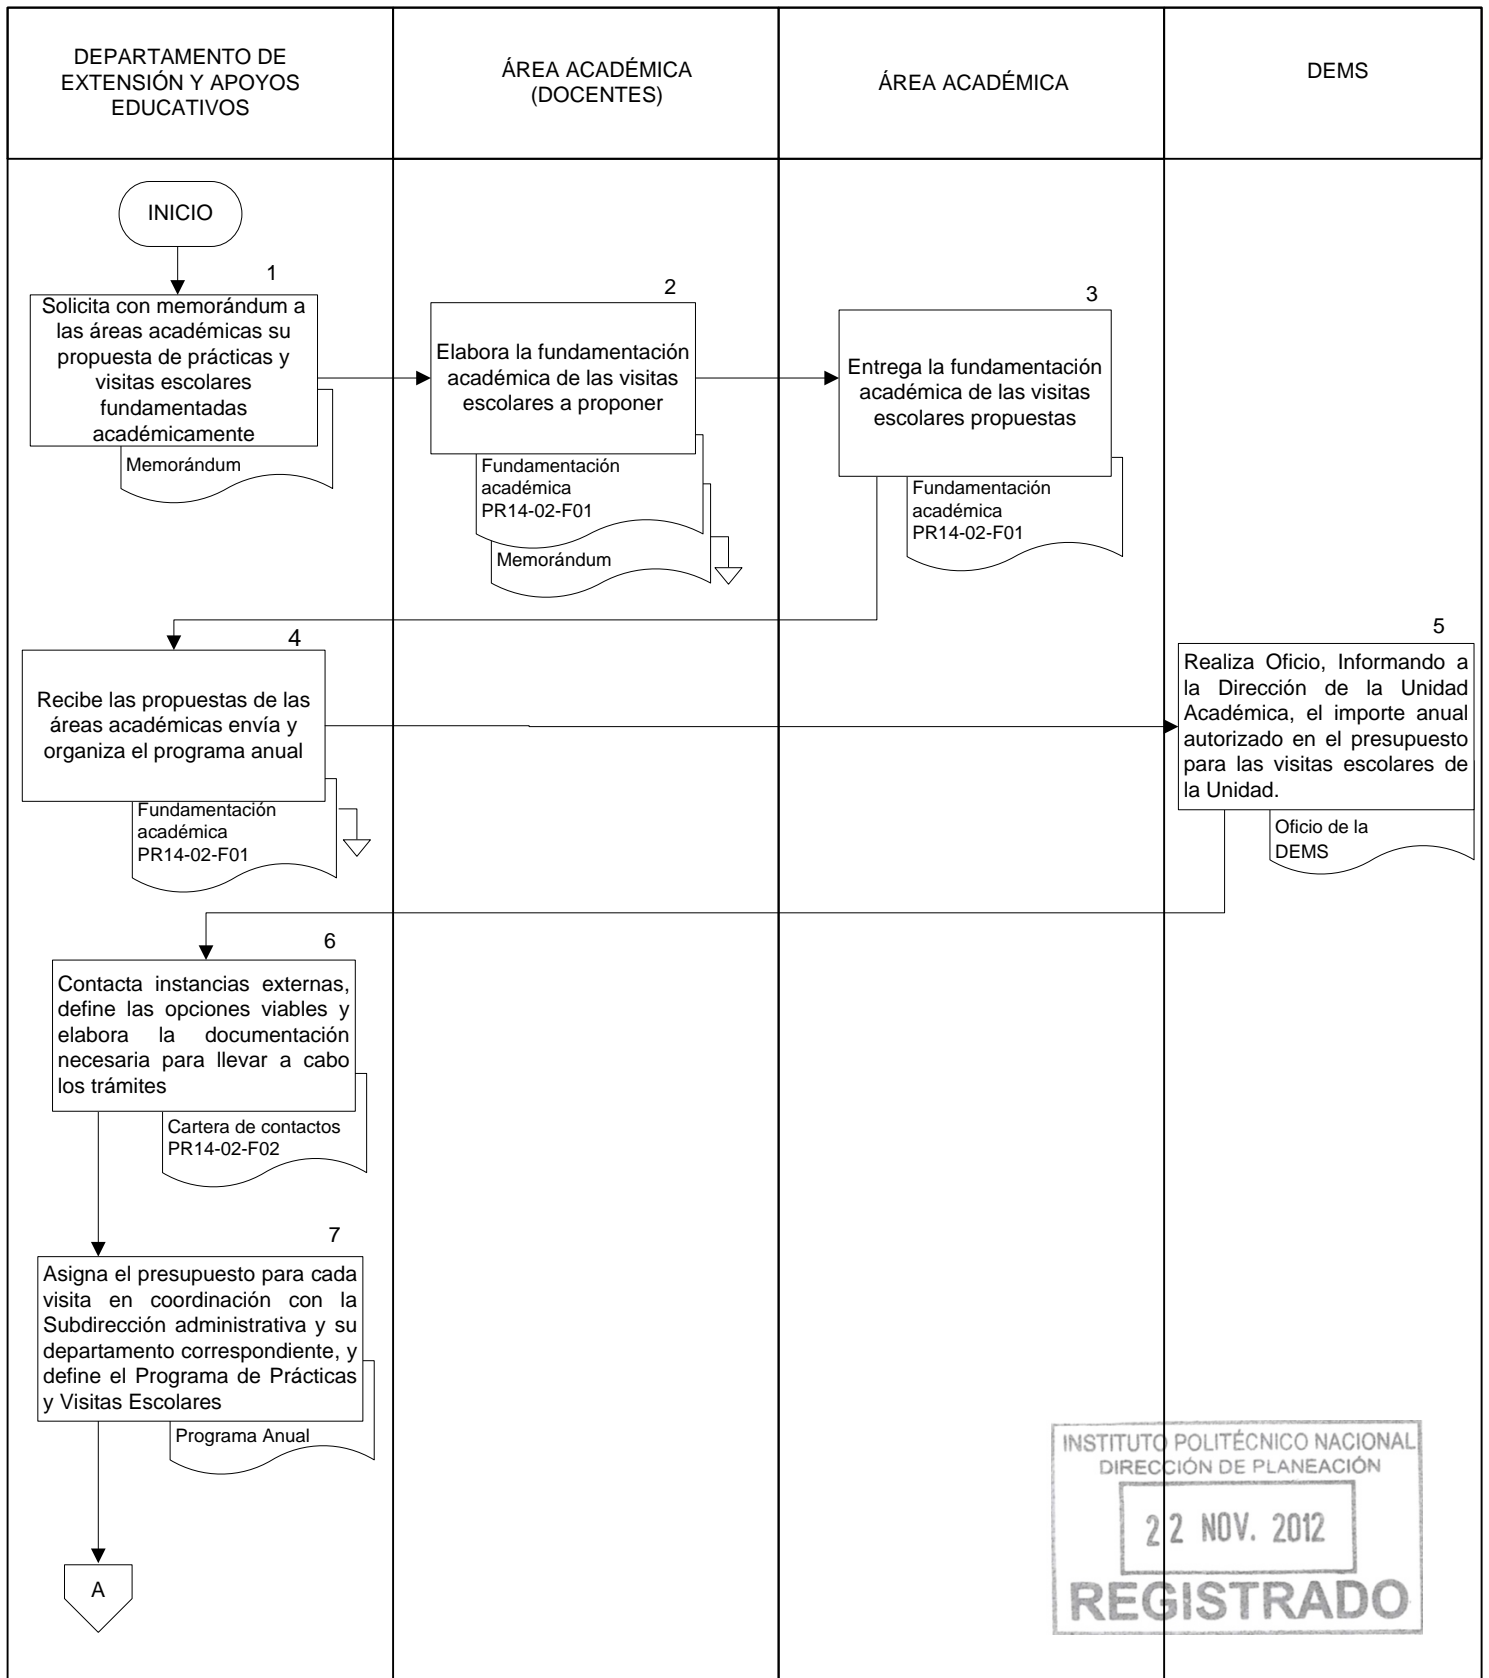 DEPARTAMENTO DE
EXTENSIÓN Y APOYOS
EDUCATIVOS
ÁREA ACADÉMICA
(DOCENTES)
ÁREA ACADÉMICA
DEMS
INICIO
1
Solicita con memorándum a
las áreas académicas su
propuesta de prácticas y
visitas escolares
fundamentadas
académicamente
Memorándum
2
Elabora la fundamentación
académica de las visitas
escolares a proponer
Fundamentación
académica
PR14-02-F01
Memorándum
3
Entrega la fundamentación
académica de las visitas
escolares propuestas
Fundamentación
académica
PR14-02-F01
4
Recibe las propuestas de las
áreas académicas envía y
organiza el programa anual
Fundamentación
académica
PR14-02-F01
5
Realiza Oficio, Informando a
la Dirección de la Unidad
Académica, el importe anual
autorizado en el presupuesto
para las visitas escolares de
la Unidad.
Oficio de la
DEMS
6
Contacta instancias externas,
define las opciones viables y
elabora la documentación
necesaria para llevar a cabo
los trámites
Cartera de contactos
PR14-02-F02
7
Asigna el presupuesto para cada
visita en coordinación con la
Subdirección administrativa y su
departamento correspondiente, y
define el Programa de Prácticas
y Visitas Escolares
Programa Anual
A
INSTITUTO POLITÉCNICO NACIONAL
DIRECCIÓN DE PLANEACIÓN
22 NOV. 2012
REGISTRADO